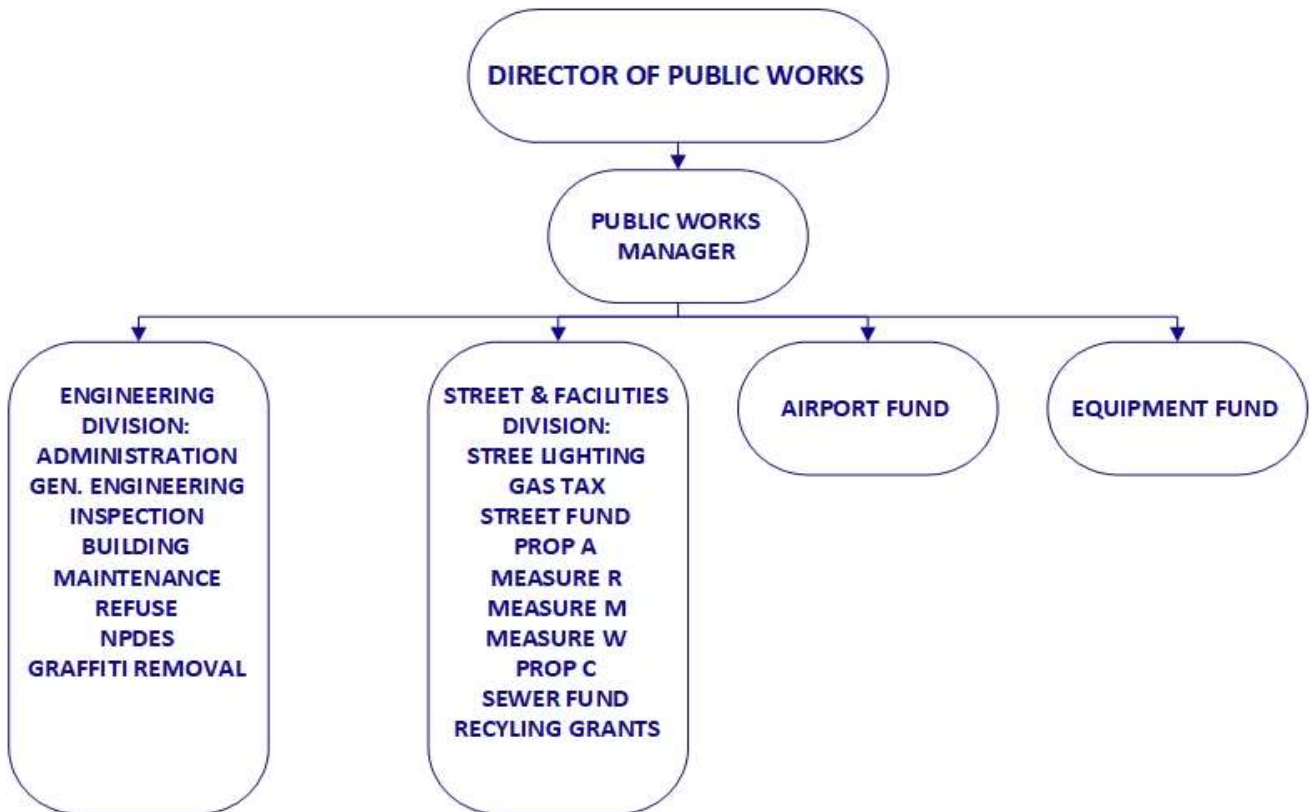 DIRECTOR OF PUBLIC WORKS
PUBLIC WORKS
MANAGER
ENGINEERING
DIVISION:
ADMINISTRATION
GEN. ENGINEERING
INSPECTION
BUILDING
MAINTENANCE
REFUSE
NPDES
GRAFFITI REMOVAL
STREET & FACILITIES
DIVISION:
STREE LIGHTING
GAS TAX
STREET FUND
PROP A
MEASURE R
MEASURE M
MEASURE W
PROP C
SEWER FUND
RECYLING GRANTS
AIRPORT FUND
EQUIPMENT FUND